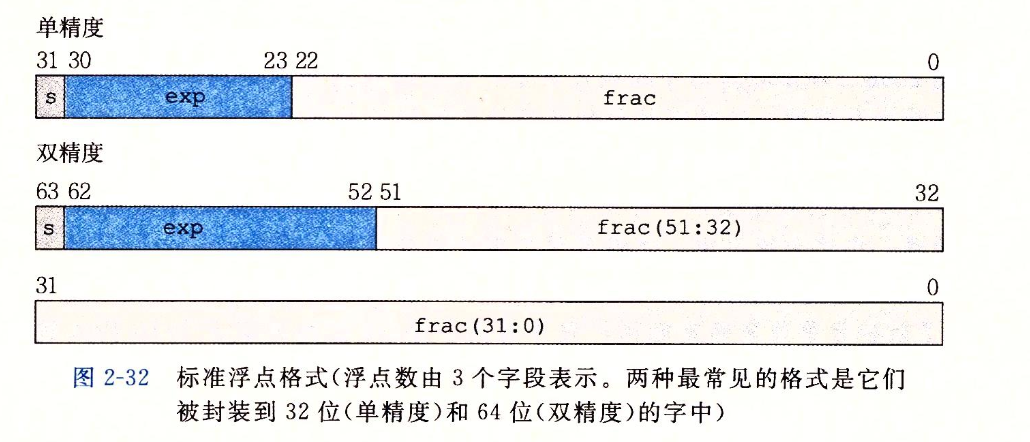 单精度
31 30 23 22 0
s exp frac
双精度
63 62 52 51 32
s exp frac(51:32)
31 0
frac(31:0)
图 2-32 标准浮点格式(浮点数由 3 个字段表示。两种最常见的格式是它们
被封装到 32 位(单精度)和 64 位(双精度)的字中)